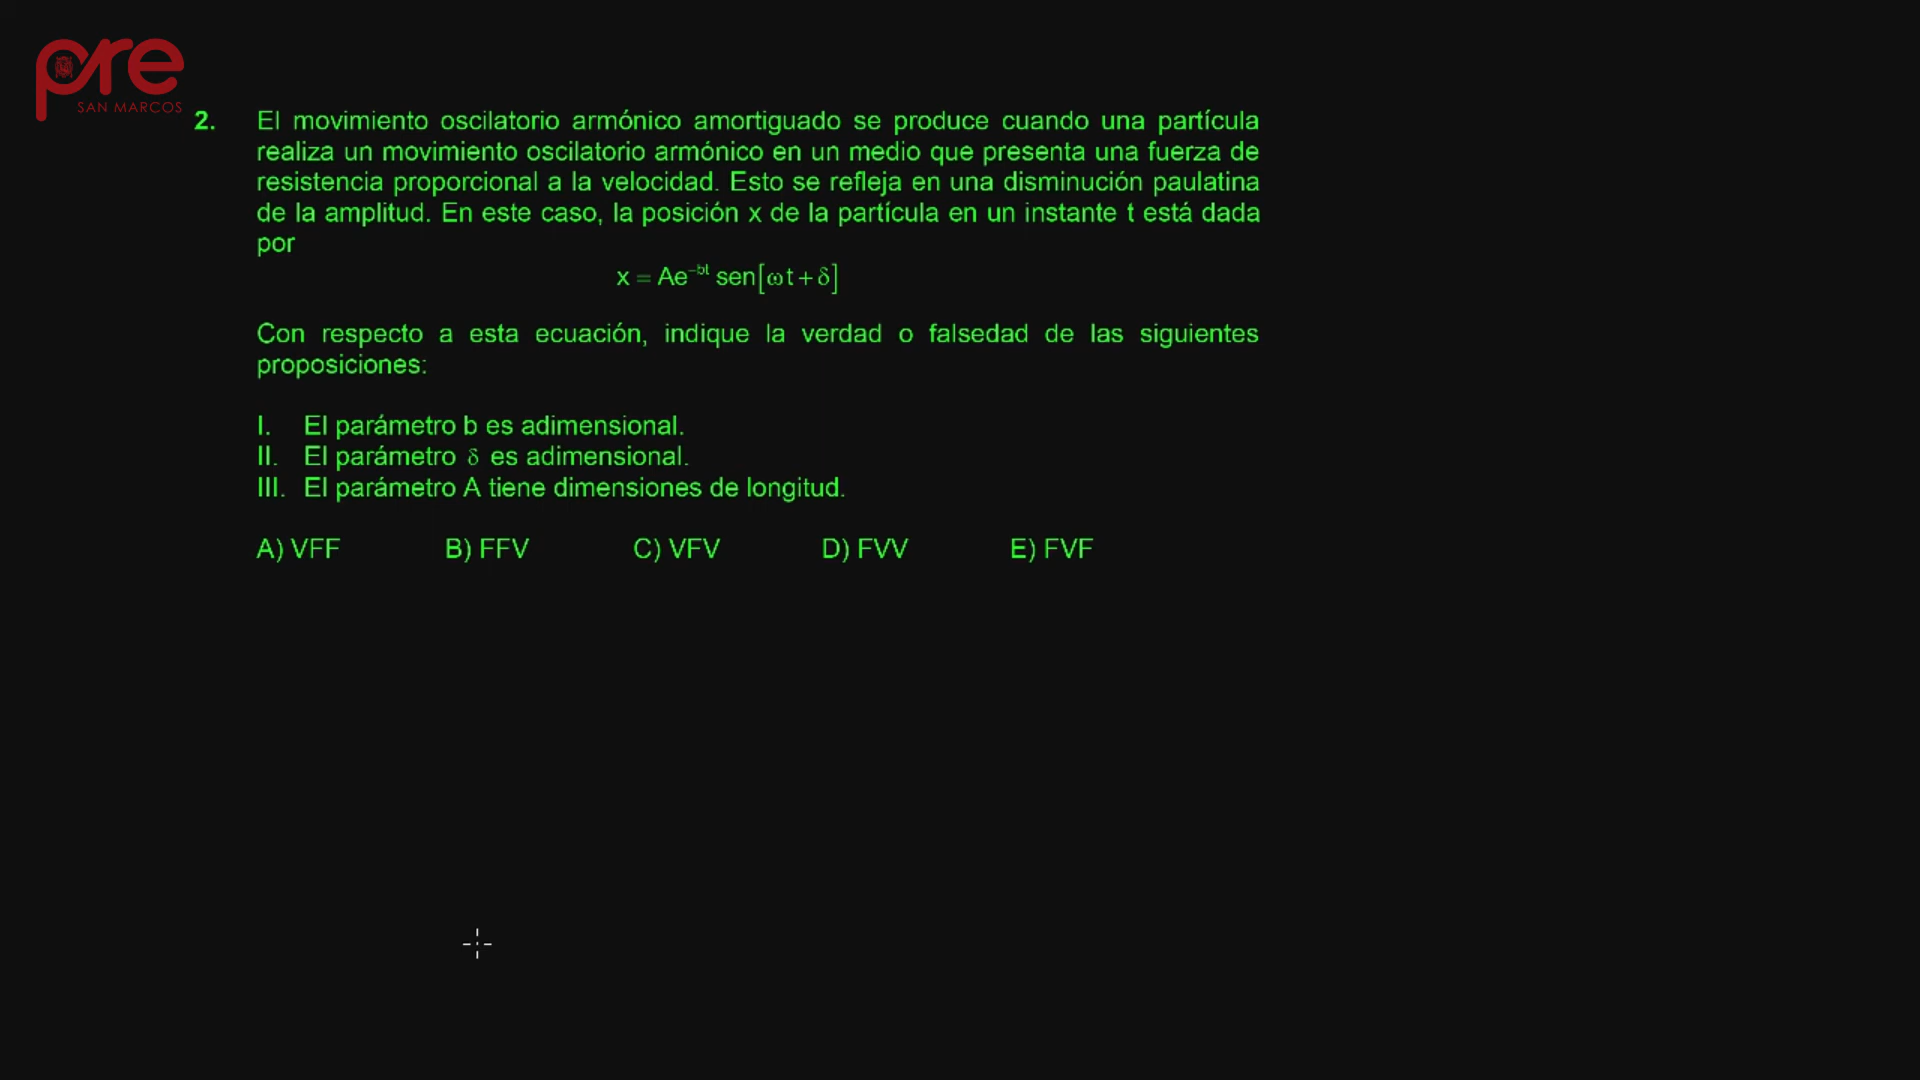 pre
SAN MARCOS
2. El movimiento oscilatorio armónico amortiguado se produce cuando una partícula
realiza un movimiento oscilatorio armónico en un medio que presenta una fuerza de
resistencia proporcional a la velocidad. Esto se refleja en una disminución paulatina
de la amplitud. En este caso, la posición x de la partícula en un instante t está dada
por
x = Ae^{-bt} sen[ωt + δ]
Con respecto a esta ecuación, indique la verdad o falsedad de las siguientes
proposiciones:
I. El parámetro b es adimensional.
II. El parámetro δ es adimensional.
III. El parámetro A tiene dimensiones de longitud.
A) VFF B) FFV C) VFV D) FVV E) FVF